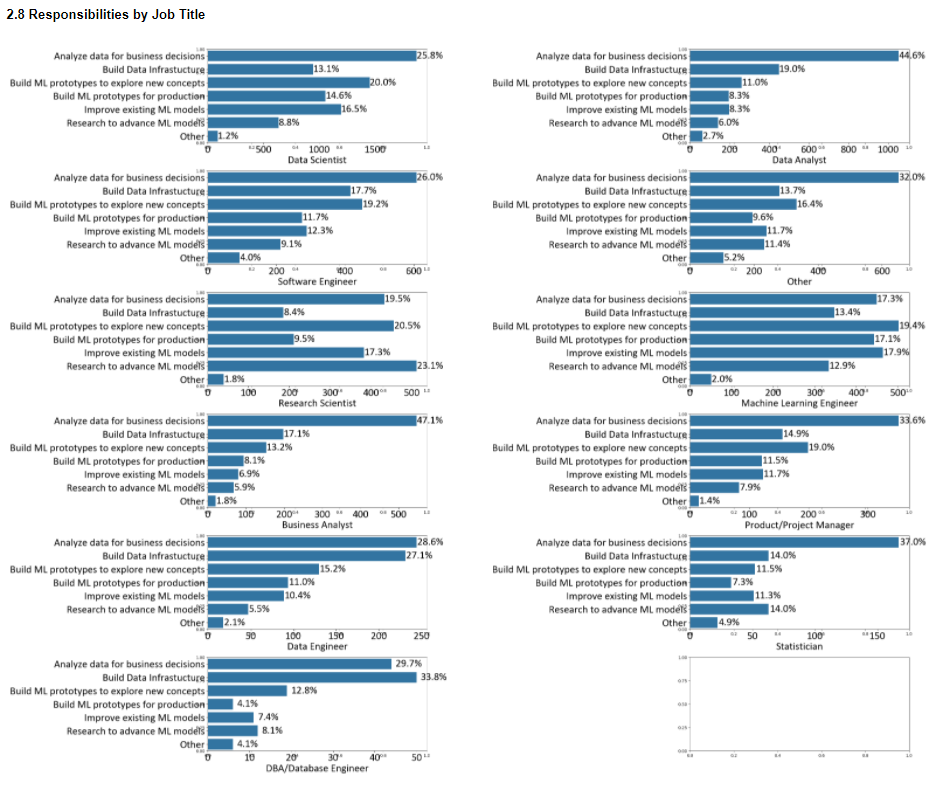 2.8 Responsibilities by Job Title
Analyze data for business decisions 25.8%
Build Data Infrastucture 13.1%
Build ML prototypes to explore new concepts 20.0%
Build ML prototypes for production 14.6%
Improve existing ML models 16.5%
Research to advance ML models 8.8%
Other 1.2%
0 500 1000 1500
Data Scientist
Analyze data for business decisions 44.6%
Build Data Infrastucture 19.0%
Build ML prototypes to explore new concepts 11.0%
Build ML prototypes for production 8.3%
Improve existing ML models 8.3%
Research to advance ML models 6.0%
Other 2.7%
0 200 400 600 800 1000
Data Analyst
Analyze data for business decisions 26.0%
Build Data Infrastucture 17.7%
Build ML prototypes to explore new concepts 19.2%
Build ML prototypes for production 11.7%
Improve existing ML models 12.3%
Research to advance ML models 9.1%
Other 4.0%
0 200 400 600
Software Engineer
Analyze data for business decisions 32.0%
Build Data Infrastucture 13.7%
Build ML prototypes to explore new concepts 16.4%
Build ML prototypes for production 9.6%
Improve existing ML models 11.7%
Research to advance ML models 11.4%
Other 5.2%
0 200 400 600
Other
Analyze data for business decisions 19.5%
Build Data Infrastucture 8.4%
Build ML prototypes to explore new concepts 20.5%
Build ML prototypes for production 9.5%
Improve existing ML models 17.3%
Research to advance ML models 23.1%
Other 1.8%
0 100 200 300 400 500
Research Scientist
Analyze data for business decisions 17.3%
Build Data Infrastucture 13.4%
Build ML prototypes to explore new concepts 19.4%
Build ML prototypes for production 17.1%
Improve existing ML models 17.9%
Research to advance ML models 12.9%
Other 2.0%
0 100 200 300 400 500
Machine Learning Engineer
Analyze data for business decisions 47.1%
Build Data Infrastucture 17.1%
Build ML prototypes to explore new concepts 13.2%
Build ML prototypes for production 8.1%
Improve existing ML models 6.9%
Research to advance ML models 5.9%
Other 1.8%
0 100 200 300 400 500
Business Analyst
Analyze data for business decisions 33.6%
Build Data Infrastucture 14.9%
Build ML prototypes to explore new concepts 19.0%
Build ML prototypes for production 11.5%
Improve existing ML models 11.7%
Research to advance ML models 7.9%
Other 1.4%
0 100 200 300
Product/Project Manager
Analyze data for business decisions 28.6%
Build Data Infrastucture 27.1%
Build ML prototypes to explore new concepts 15.2%
Build ML prototypes for production 11.0%
Improve existing ML models 10.4%
Research to advance ML models 5.5%
Other 2.1%
0 50 100 150 200 250
Data Engineer
Analyze data for business decisions 37.0%
Build Data Infrastucture 14.0%
Build ML prototypes to explore new concepts 11.5%
Build ML prototypes for production 7.3%
Improve existing ML models 11.3%
Research to advance ML models 14.0%
Other 4.9%
0 50 100 150
Statistician
Analyze data for business decisions 29.7%
Build Data Infrastucture 33.8%
Build ML prototypes to explore new concepts 12.8%
Build ML prototypes for production 4.1%
Improve existing ML models 7.4%
Research to advance ML models 8.1%
Other 4.1%
0 10 20 30 40 50
DBA/Database Engineer
1.00
0.75
0.50
0.25
0.00
0.0 0.2 0.4 0.6 0.8 1.0